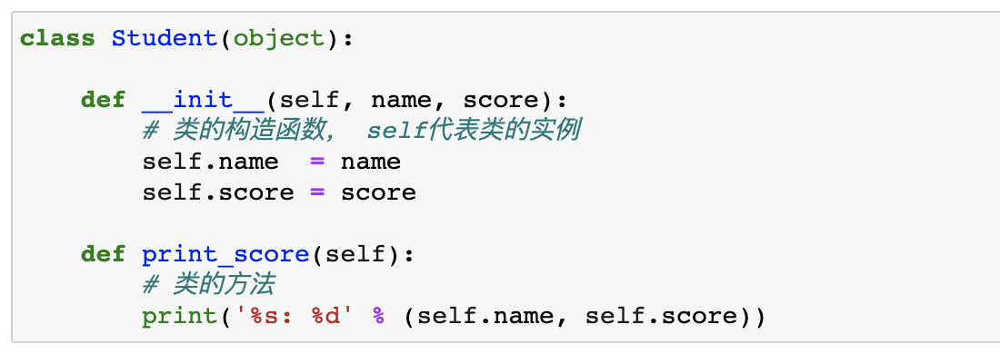 class Student(object):
    def __init__(self, name, score):
        # 类的构造函数, self代表类的实例
        self.name  = name
        self.score = score
    def print_score(self):
        # 类的方法
        print('%s: %d' % (self.name, self.score))